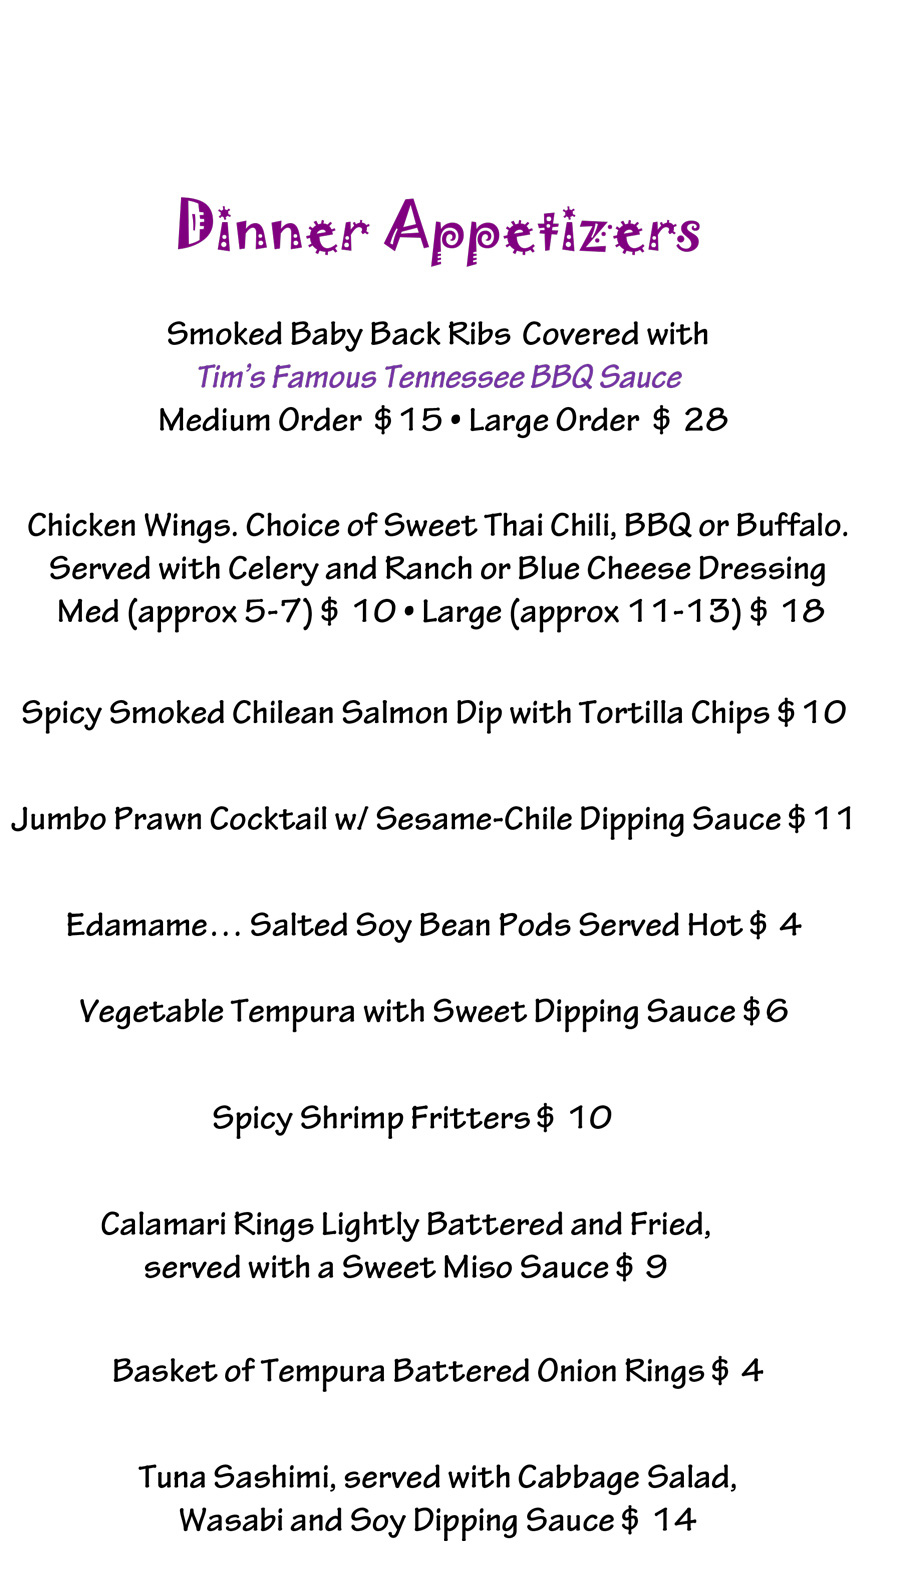 Dinner Appetizers
Smoked Baby Back Ribs Covered with
Tim's Famous Tennessee BBQ Sauce
Medium Order $15 • Large Order $ 28
Chicken Wings. Choice of Sweet Thai Chili, BBQ or Buffalo.
Served with Celery and Ranch or Blue Cheese Dressing
Med (approx 5-7) $ 10 • Large (approx 11-13) $ 18
Spicy Smoked Chilean Salmon Dip with Tortilla Chips $10
Jumbo Prawn Cocktail w/ Sesame-Chile Dipping Sauce $11
Edamame... Salted Soy Bean Pods Served Hot $ 4
Vegetable Tempura with Sweet Dipping Sauce $6
Spicy Shrimp Fritters $ 10
Calamari Rings Lightly Battered and Fried,
served with a Sweet Miso Sauce $ 9
Basket of Tempura Battered Onion Rings $ 4
Tuna Sashimi, served with Cabbage Salad,
Wasabi and Soy Dipping Sauce $ 14